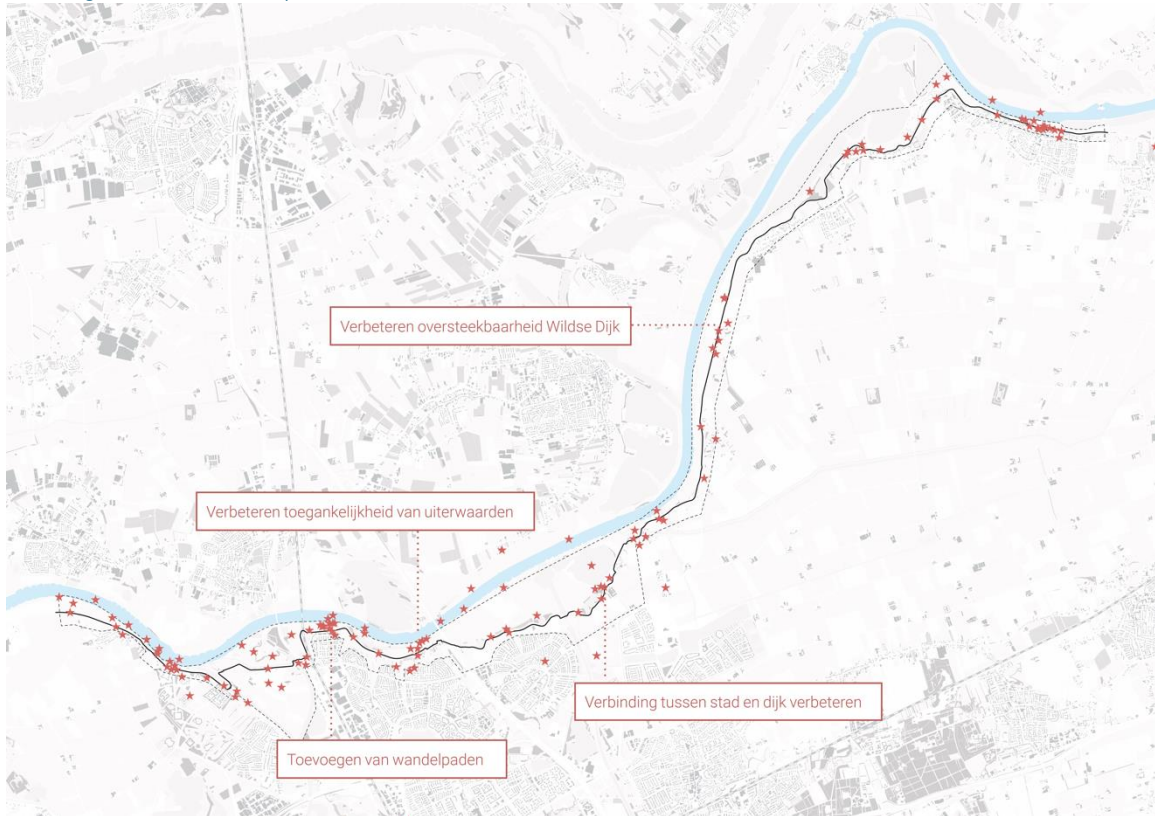 Verbeteren oversteekbaarheid Wildse Dijk
Verbeteren toegankelijkheid van uiterwaarden
Verbinding tussen stad en dijk verbeteren
Toevoegen van wandelpaden